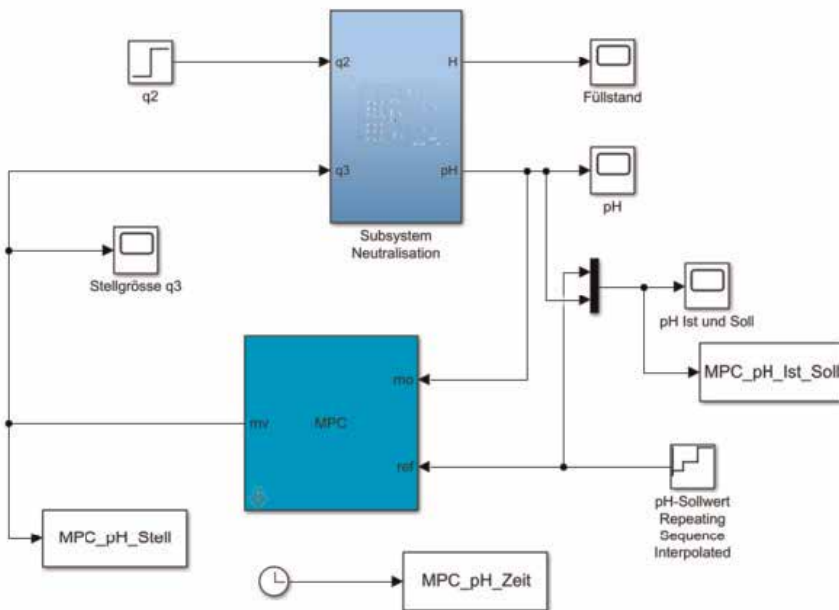 q2
q2
H
Füllstand
q3
pH
pH
Subsystem
Neutralisation
Stellgrösse q3
pH Ist und Soll
MPC_pH_Ist_Soll
mo
mv
MPC
ref
pH-Sollwert
Repeating
Sequence
Interpolated
MPC_pH_Stell
MPC_pH_Zeit